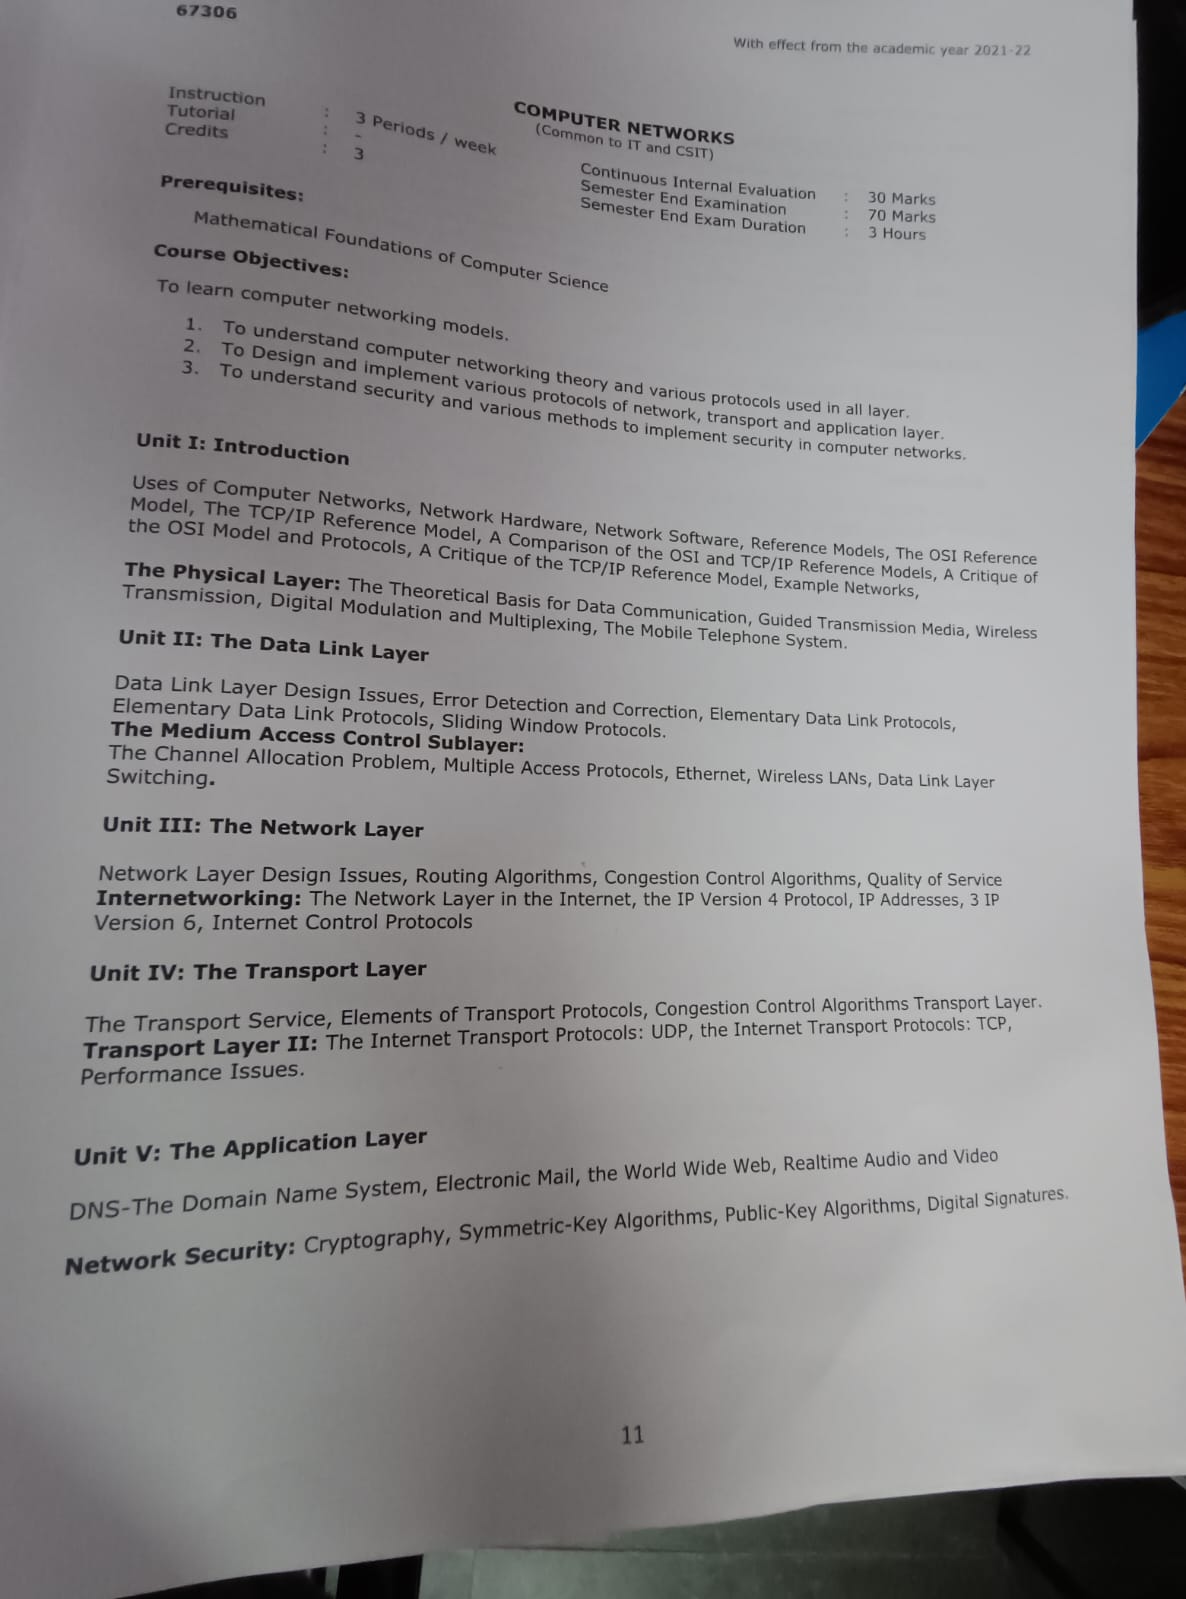 67306
With effect from the academic year 2021-22
COMPUTER NETWORKS
(Common to IT and CSIT)
Instruction : 3 Periods / week
Tutorial : -
Credits : 3
Continuous Internal Evaluation : 30 Marks
Semester End Examination : 70 Marks
Semester End Exam Duration : 3 Hours
Prerequisites:
Mathematical Foundations of Computer Science
Course Objectives:
To learn computer networking models.
1. To understand computer networking theory and various protocols used in all layer.
2. To Design and implement various protocols of network, transport and application layer.
3. To understand security and various methods to implement security in computer networks.
Unit I: Introduction
Uses of Computer Networks, Network Hardware, Network Software, Reference Models, The OSI Reference
Model, The TCP/IP Reference Model, A Comparison of the OSI and TCP/IP Reference Models, A Critique of
the OSI Model and Protocols, A Critique of the TCP/IP Reference Model, Example Networks,
The Physical Layer: The Theoretical Basis for Data Communication, Guided Transmission Media, Wireless
Transmission, Digital Modulation and Multiplexing, The Mobile Telephone System.
Unit II: The Data Link Layer
Data Link Layer Design Issues, Error Detection and Correction, Elementary Data Link Protocols,
Elementary Data Link Protocols, Sliding Window Protocols.
The Medium Access Control Sublayer:
The Channel Allocation Problem, Multiple Access Protocols, Ethernet, Wireless LANs, Data Link Layer
Switching.
Unit III: The Network Layer
Network Layer Design Issues, Routing Algorithms, Congestion Control Algorithms, Quality of Service
Internetworking: The Network Layer in the Internet, the IP Version 4 Protocol, IP Addresses, 3 IP
Version 6, Internet Control Protocols
Unit IV: The Transport Layer
The Transport Service, Elements of Transport Protocols, Congestion Control Algorithms Transport Layer.
Transport Layer II: The Internet Transport Protocols: UDP, the Internet Transport Protocols: TCP,
Performance Issues.
Unit V: The Application Layer
DNS-The Domain Name System, Electronic Mail, the World Wide Web, Realtime Audio and Video
Network Security: Cryptography, Symmetric-Key Algorithms, Public-Key Algorithms, Digital Signatures.
11